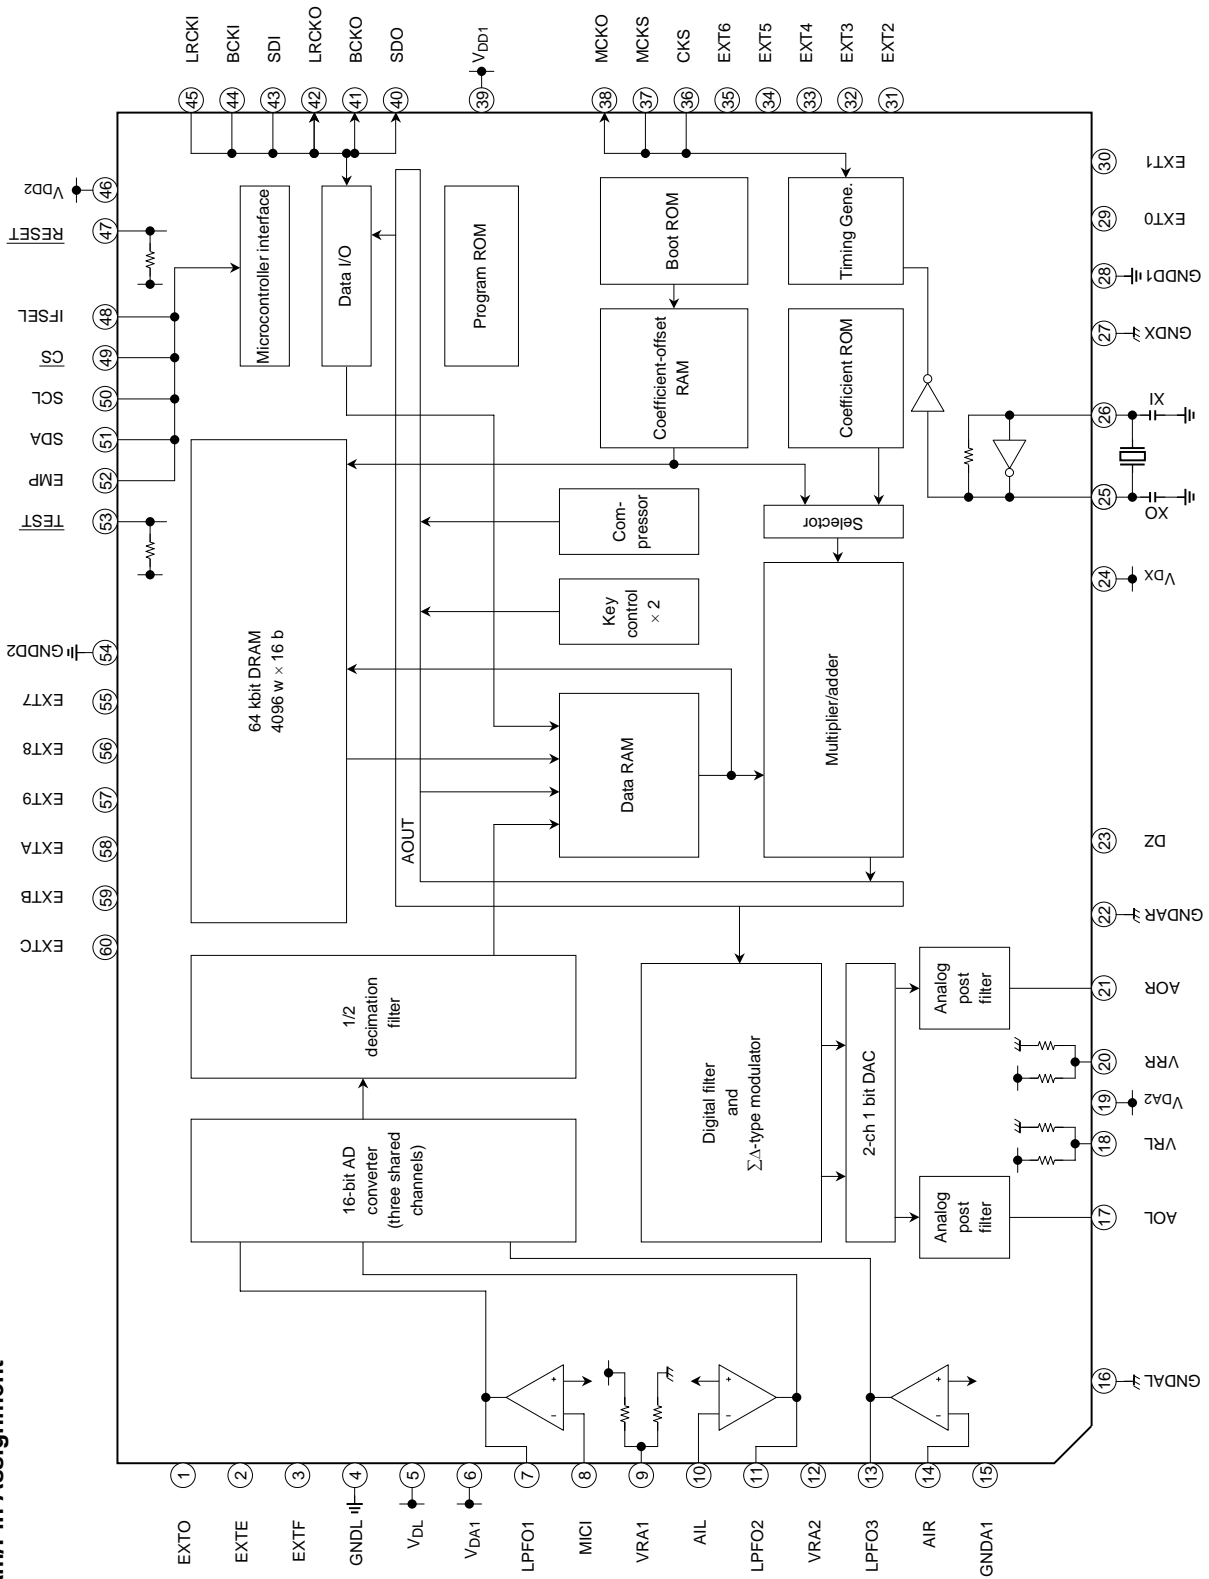 LRCKI
BCKI
SDI
LRCKO
BCKO
SDO
VDD1
MCKO
MCKS
CKS
EXT6
EXT5
EXT4
EXT3
EXT2
45
44
43
42
41
40
39
38
37
36
35
34
33
32
31
VDD2
46
RESET
47
IFSEL
48
CS
49
SCL
50
SDA
51
EMP
52
TEST
53
GNDD2
54
EXT7
55
EXT8
56
EXT9
57
EXTA
58
EXTB
59
EXTC
60
Microcontroller interface
Data I/O
Program ROM
Boot ROM
Timing Gene.
Coefficient-offset
RAM
Coefficient ROM
64 kbit DRAM
4096 w × 16 b
Com-
pressor
Selector
Key
control
× 2
AOUT
Data RAM
Multiplier/adder
1/2
decimation
filter
16-bit AD
converter
(three shared
channels)
Digital filter
and
ΣΔ-type modulator
2-ch 1 bit DAC
Analog
post
filter
Analog
post
filter
30
EXT1
29
EXT0
28
GNDD1
27
GNDX
26
XI
25
XO
24
VDX
23
DZ
22
GNDAR
21
AOR
20
VRR
19
VDA2
18
VRL
17
AOL
16
GNDAL
+
−
+
−
+
−
1
2
3
4
5
6
7
8
9
10
11
12
13
14
15
EXTO
EXTE
EXTF
GNDL
VDL
VDA1
LPFO1
MICI
VRA1
AIL
LPFO2
VRA2
LPFO3
AIR
GNDA1
Assignment